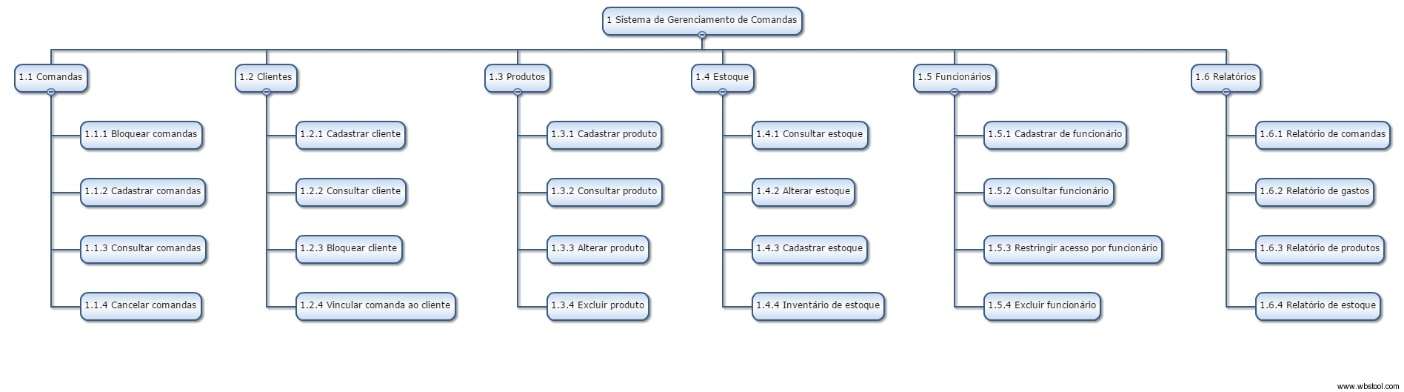 1 Sistema de Gerenciamento de Comandas
1.1 Comandas
1.1.1 Bloquear comandas
1.1.2 Cadastrar comandas
1.1.3 Consultar comandas
1.1.4 Cancelar comandas
1.2 Clientes
1.2.1 Cadastrar cliente
1.2.2 Consultar cliente
1.2.3 Bloquear cliente
1.2.4 Vincular comanda ao cliente
1.3 Produtos
1.3.1 Cadastrar produto
1.3.2 Consultar produto
1.3.3 Alterar produto
1.3.4 Excluir produto
1.4 Estoque
1.4.1 Consultar estoque
1.4.2 Alterar estoque
1.4.3 Cadastrar estoque
1.4.4 Inventário de estoque
1.5 Funcionários
1.5.1 Cadastrar de funcionário
1.5.2 Consultar funcionário
1.5.3 Restringir acesso por funcionário
1.5.4 Excluir funcionário
1.6 Relatórios
1.6.1 Relatório de comandas
1.6.2 Relatório de gastos
1.6.3 Relatório de produtos
1.6.4 Relatório de estoque
www.wbstool.com